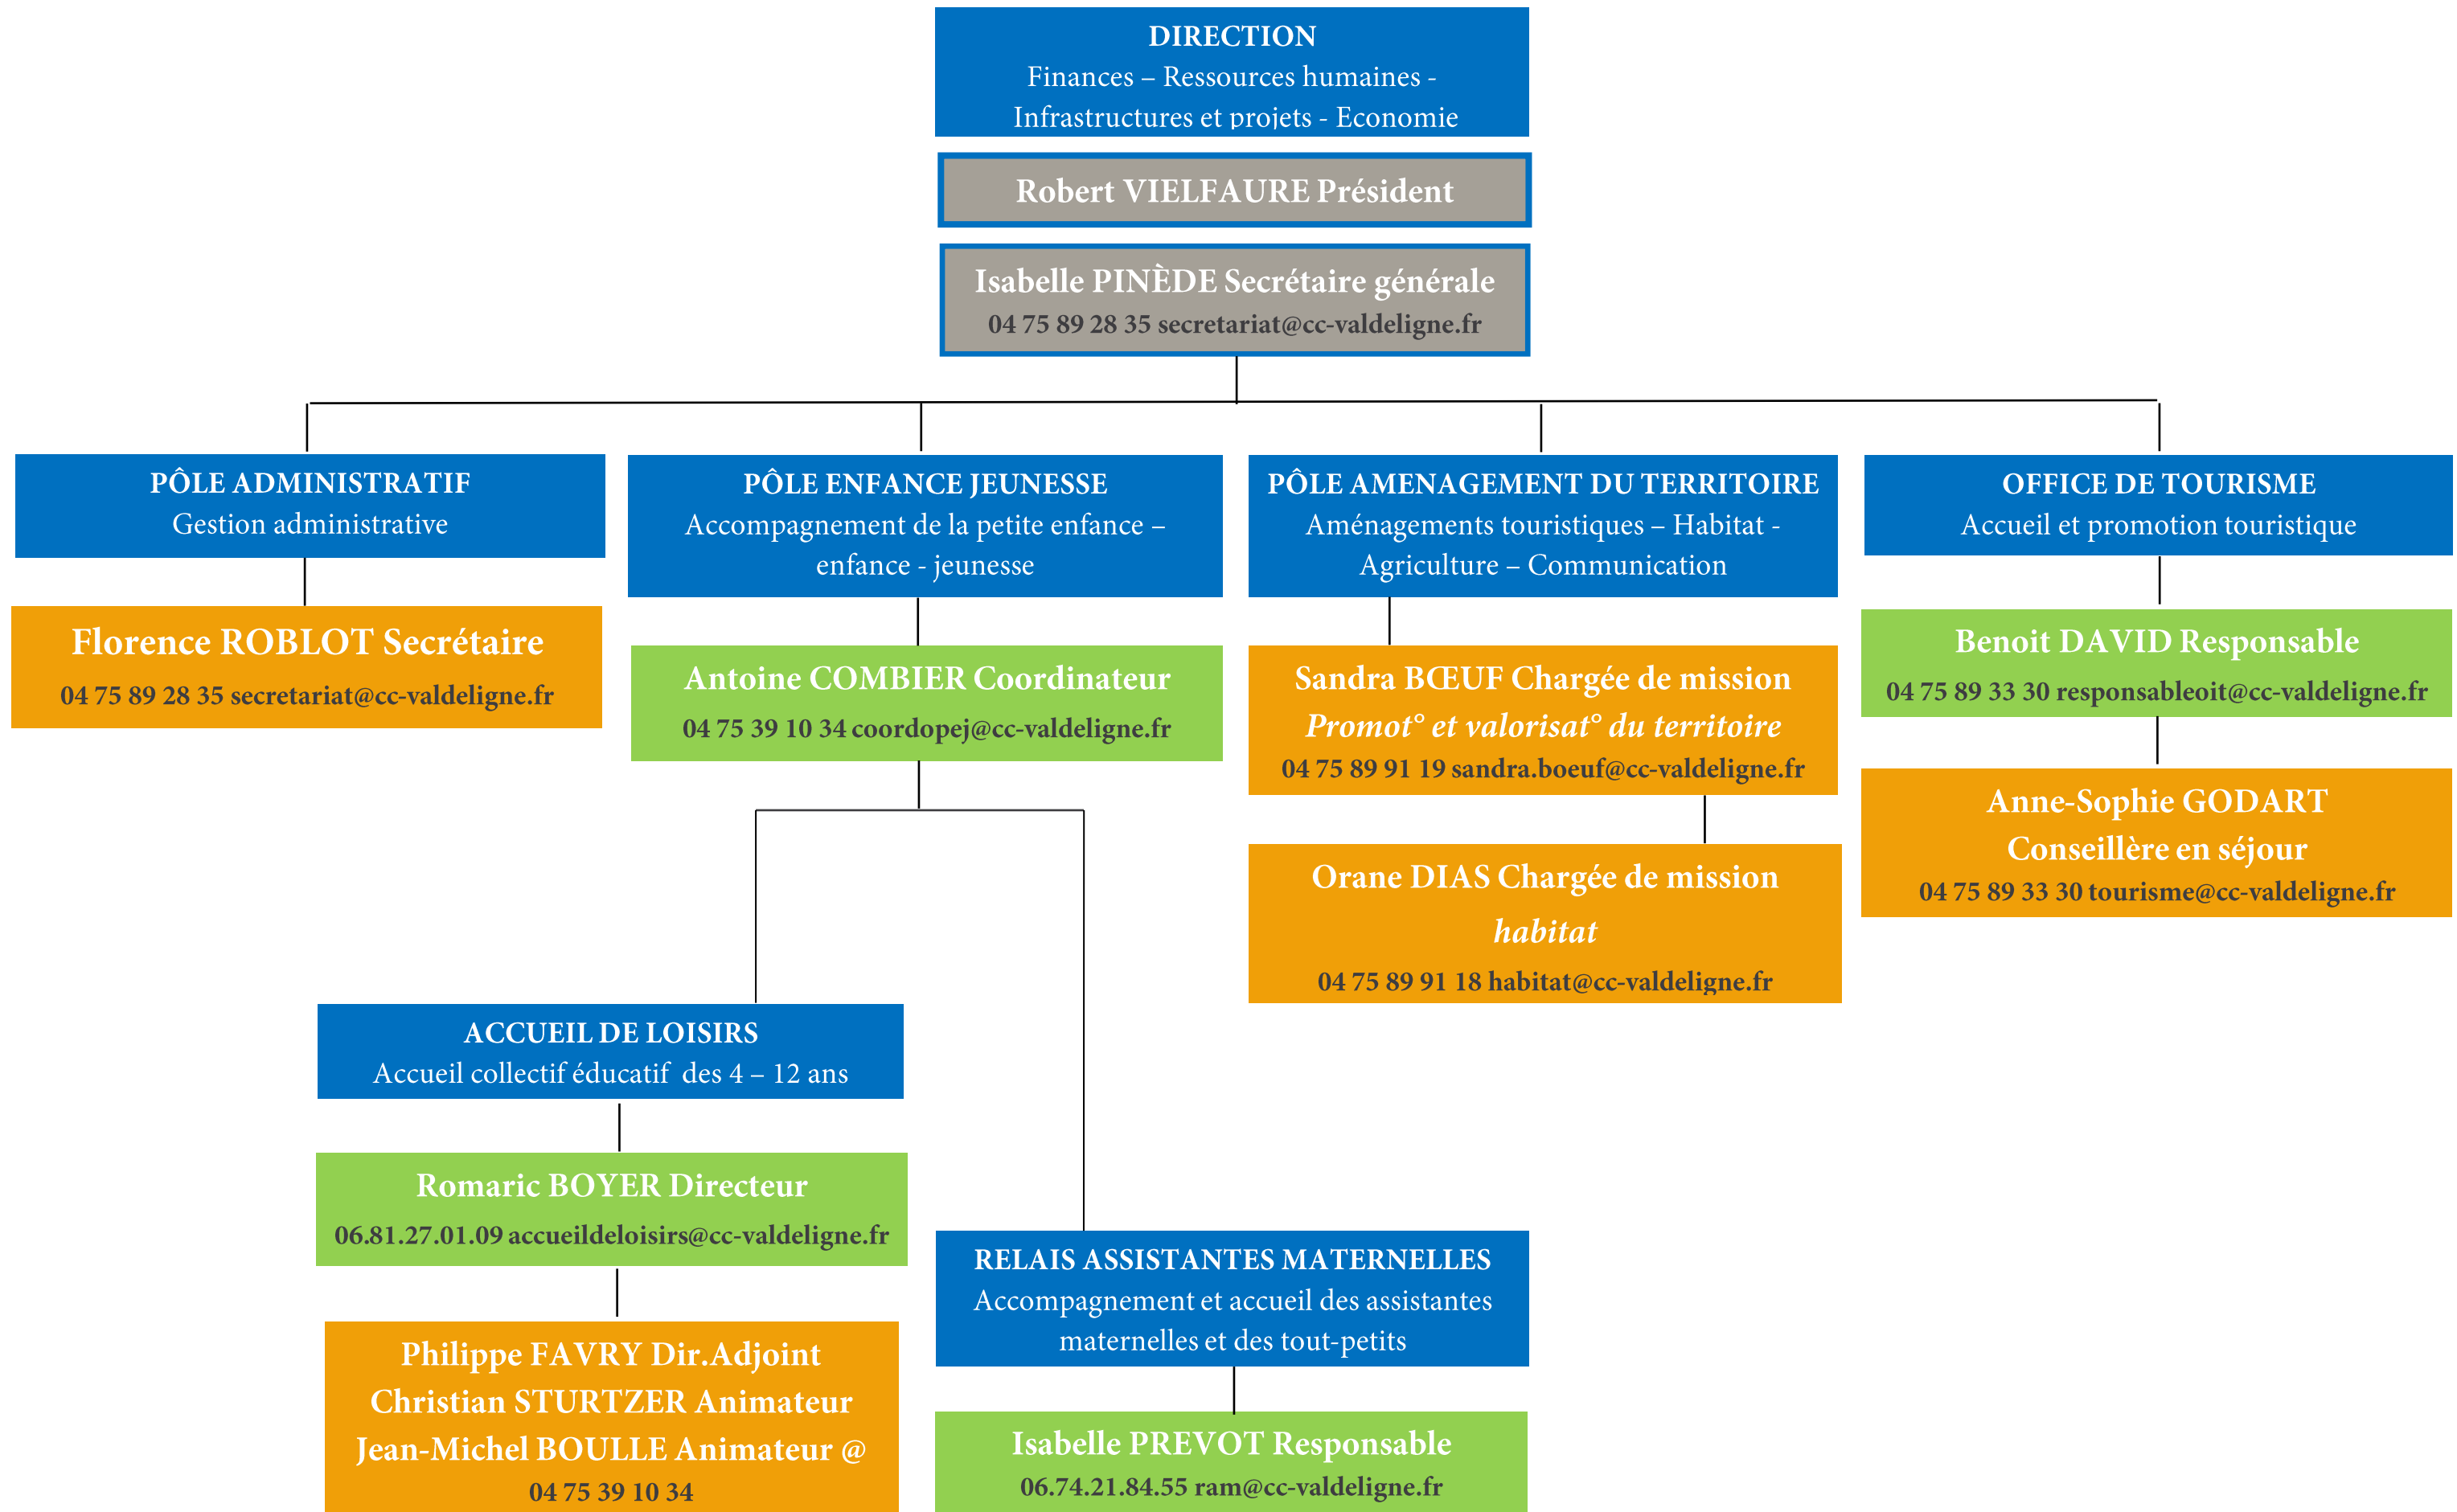 DIRECTION
Finances – Ressources humaines -
Infrastructures et projets - Economie
Robert VIELFAURE Président
Isabelle PINÈDE Secrétaire générale
04 75 89 28 35 secretariat@cc-valdeligne.fr
PÔLE ADMINISTRATIF
Gestion administrative
Florence ROBLOT Secrétaire
04 75 89 28 35 secretariat@cc-valdeligne.fr
PÔLE ENFANCE JEUNESSE
Accompagnement de la petite enfance –
enfance - jeunesse
Antoine COMBIER Coordinateur
04 75 39 10 34 coordopej@cc-valdeligne.fr
PÔLE AMENAGEMENT DU TERRITOIRE
Aménagements touristiques – Habitat -
Agriculture – Communication
Sandra BŒUF Chargée de mission
Promot° et valorisat° du territoire
04 75 89 91 19 sandra.boeuf@cc-valdeligne.fr
Orane DIAS Chargée de mission
habitat
04 75 89 91 18 habitat@cc-valdeligne.fr
OFFICE DE TOURISME
Accueil et promotion touristique
Benoit DAVID Responsable
04 75 89 33 30 responsableoit@cc-valdeligne.fr
Anne-Sophie GODART
Conseillère en séjour
04 75 89 33 30 tourisme@cc-valdeligne.fr
ACCUEIL DE LOISIRS
Accueil collectif éducatif des 4 – 12 ans
Romaric BOYER Directeur
06.81.27.01.09 accueildeloisirs@cc-valdeligne.fr
Philippe FAVRY Dir.Adjoint
Christian STURTZER Animateur
Jean-Michel BOULLE Animateur @
04 75 39 10 34
RELAIS ASSISTANTES MATERNELLES
Accompagnement et accueil des assistantes
maternelles et des tout-petits
Isabelle PREVOT Responsable
06.74.21.84.55 ram@cc-valdeligne.fr